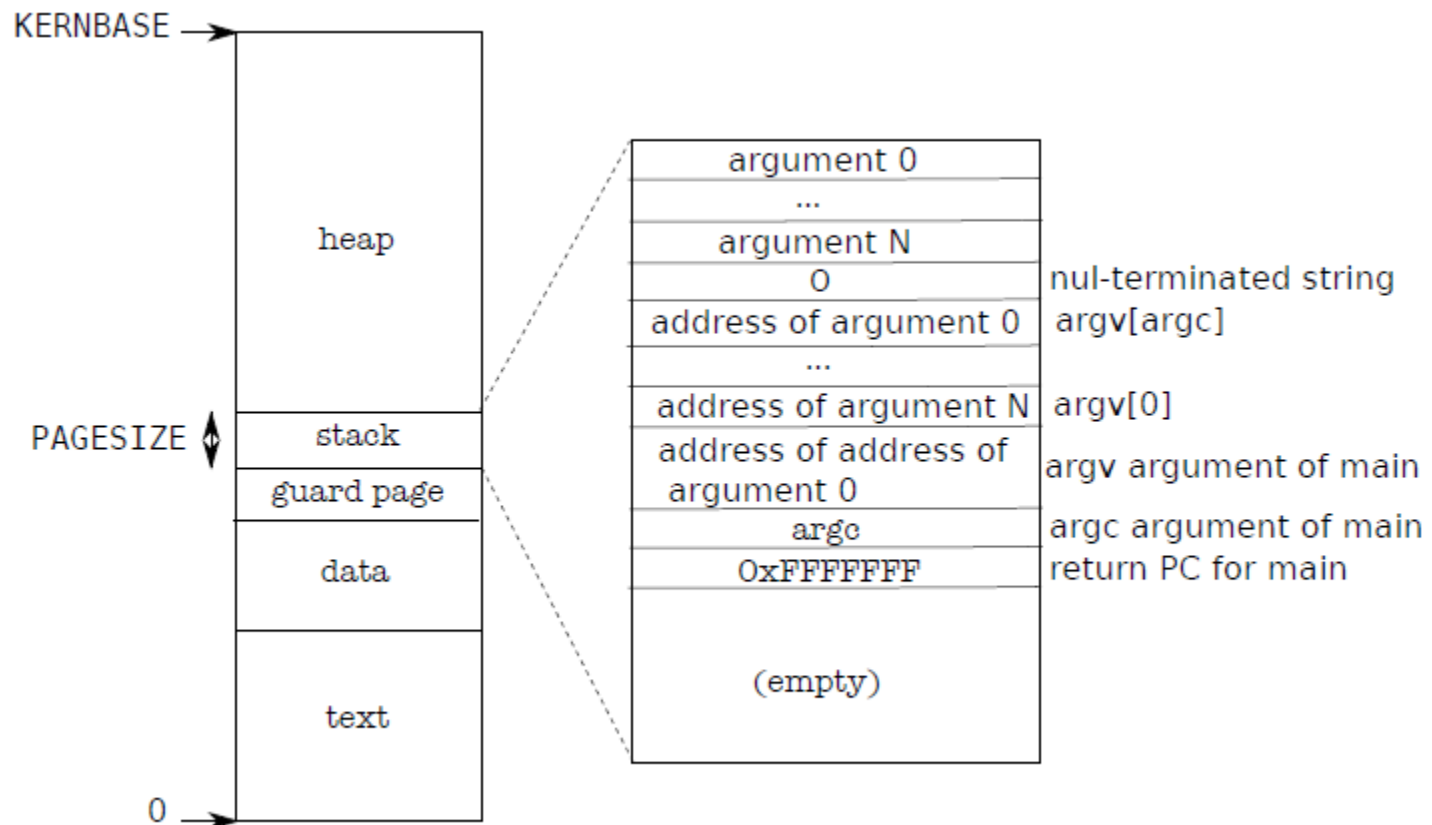 KERNBASE
heap
PAGESIZE
stack
guard page
data
text
0
argument 0
...
argument N
0
nul-terminated string
address of argument 0
argv[argc]
...
address of argument N
argv[0]
address of address of
argument 0
argv argument of main
argc
argc argument of main
0xFFFFFFF
return PC for main
(empty)